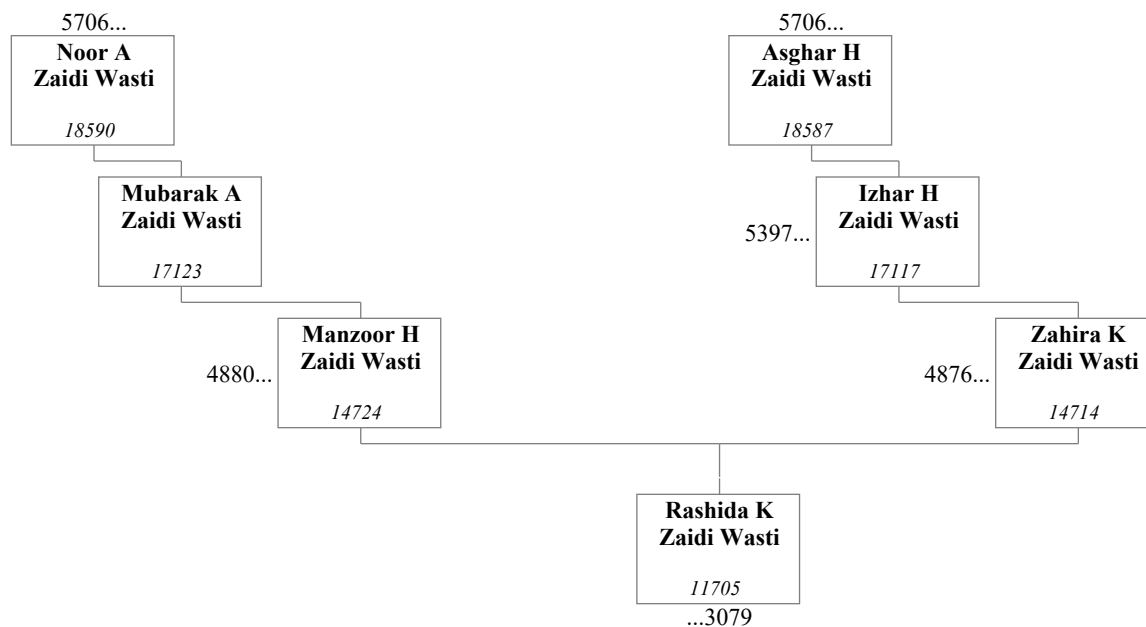 5706...
Noor A
Zaidi Wasti
18590
5706...
Asghar H
Zaidi Wasti
18587
Mubarak A
Zaidi Wasti
17123
5397...
Izhar H
Zaidi Wasti
17117
4880...
Manzoor H
Zaidi Wasti
14724
4876...
Zahira K
Zaidi Wasti
14714
Rashida K
Zaidi Wasti
11705
...3079